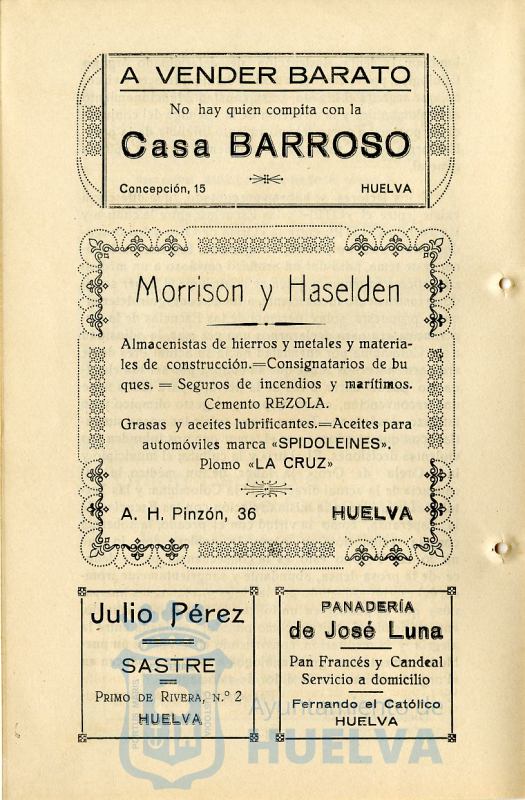 A VENDER BARATO
No hay quien compita con la
Casa BARROSO
Concepción, 15 HUELVA
Morrison y Haselden
Almacenistas de hierros y metales y materia-
les de construcción.=Consignatarios de bu
ques. = Seguros de incendios y marítimos.
Cemento REZOLA.
Grasas y aceites lubrificantes.=Aceites para
automóviles marca «SPIDOLEINES».
Plomo «LA CRUZ»
A. H. Pinzón, 36 HUELVA
Julio Pérez
SASTRE
PRIMO DE RIVERA, N.º 2
HUELVA
PANADERÍA
de José Luna
Pan Francés y Candeal
Servicio a domicilio
Fernando el Católico
HUELVA
Ayuntamiento de
HUELVA